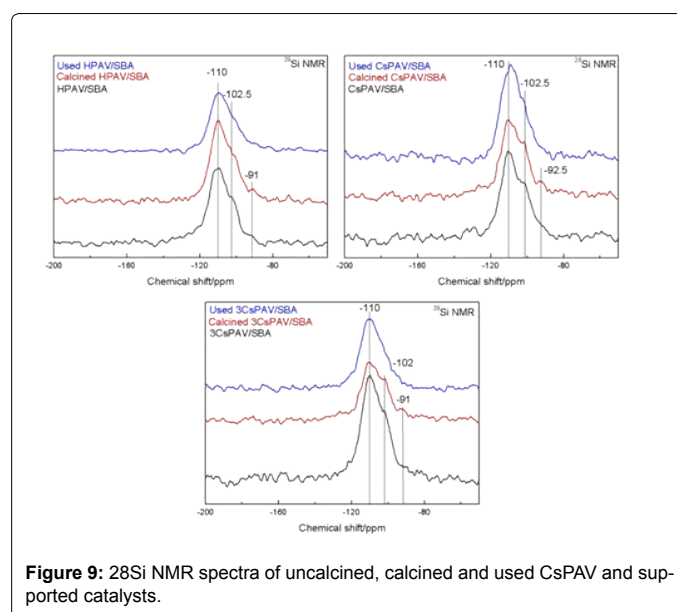 Used HPAV/SBA
Calcined HPAV/SBA
HPAV/SBA
-110
-102.5
-91
Si NMR
-200 -160 -120 -80
Chemical shift/ppm
Used CsPAV/SBA
Calcined CsPAV/SBA
CsPAV/SBA
-110
-102.5
-92.5
Si NMR
-200 -160 -120 -80
Chemical shift/ppm
Used 3CsPAV/SBA
Calcined 3CsPAV/SBA
3CsPAV/SBA
-110
-102
-91
Si NMR
-200 -160 -120 -80
Chemical shift/ppm
Figure 9: 28Si NMR spectra of uncalcined, calcined and used CsPAV and sup-
ported catalysts.